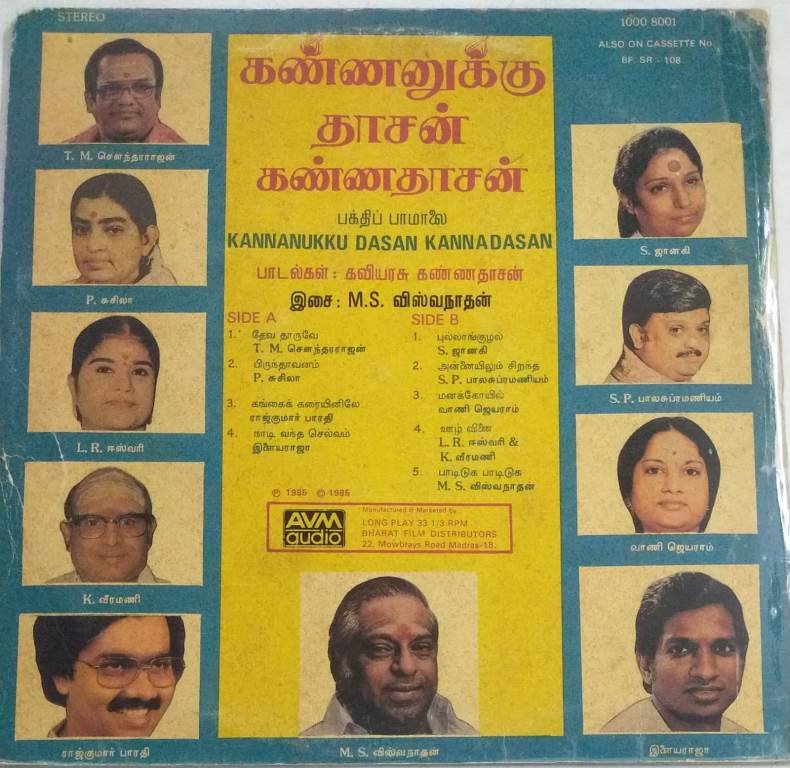 STEREO
1000 8001
ALSO ON CASSETTE No.
BF. SR - 108
கண்ணனுக்கு
தாசன்
கண்ணதாசன்
பக்திப் பாமாலை
KANNANUKKU DASAN KANNADASAN
பாடல்கள் : கவியரசு கண்ணதாசன்
இசை : M.S. விஸ்வநாதன்
SIDE A
1. தேவ தாருவே
T. M. சௌந்தரராஜன்
2. பிருந்தாவனம்
P. சுசிலா
3. கங்கைக் கரையினிலே
ராஜ்குமார் பாரதி
4. நாடி வந்த செல்வம்
இளையராஜா
SIDE B
1. புல்லாங்குழல்
S. ஜானகி
2. அன்னையிலும் சிறந்த
S. P. பாலசுப்ரமணியம்
3. மனக்கோயில்
வாணி ஜெயராம்
4. ஊழ் வினை
L. R. ஈஸ்வரி &
K. வீரமணி
5. பாடிடுக பாடிடுக
M. S. விஸ்வநாதன்
℗ 1985 © 1985
AVM
audio
Manufactured & Marketed by
LONG PLAY 33 1/3 RPM
BHARAT FILM DISTRIBUTORS
22, Mowbrays Road Madras-18.
T. M. சௌந்தாராஜன்
P. சுசிலா
L. R. ஈஸ்வரி
K. வீரமணி
ராஜ்குமார் பாரதி
M. S. விஸ்வநாதன்
S. ஜானகி
S. P. பாலசுப்ரமணியம்
வாணி ஜெயராம்
இளையராஜா